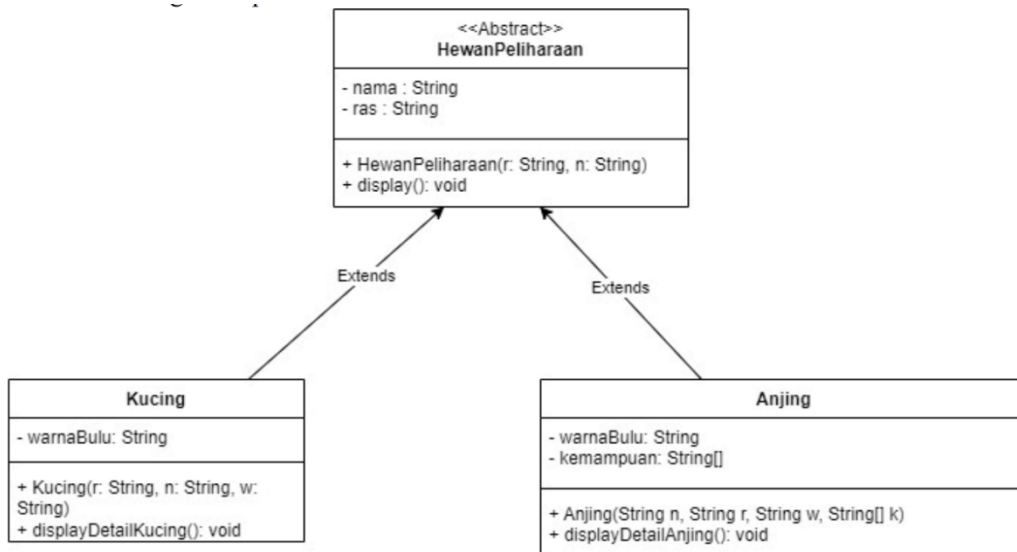 <<Abstract>>
HewanPeliharaan
- nama : String
- ras : String
+ HewanPeliharaan(r: String, n: String)
+ display(): void
Extends
Extends
Kucing
- warnaBulu: String
+ Kucing(r: String, n: String, w:
String)
+ displayDetailKucing(): void
Anjing
- warnaBulu: String
- kemampuan: String[]
+ Anjing(String n, String r, String w, String[] k)
+ displayDetailAnjing(): void